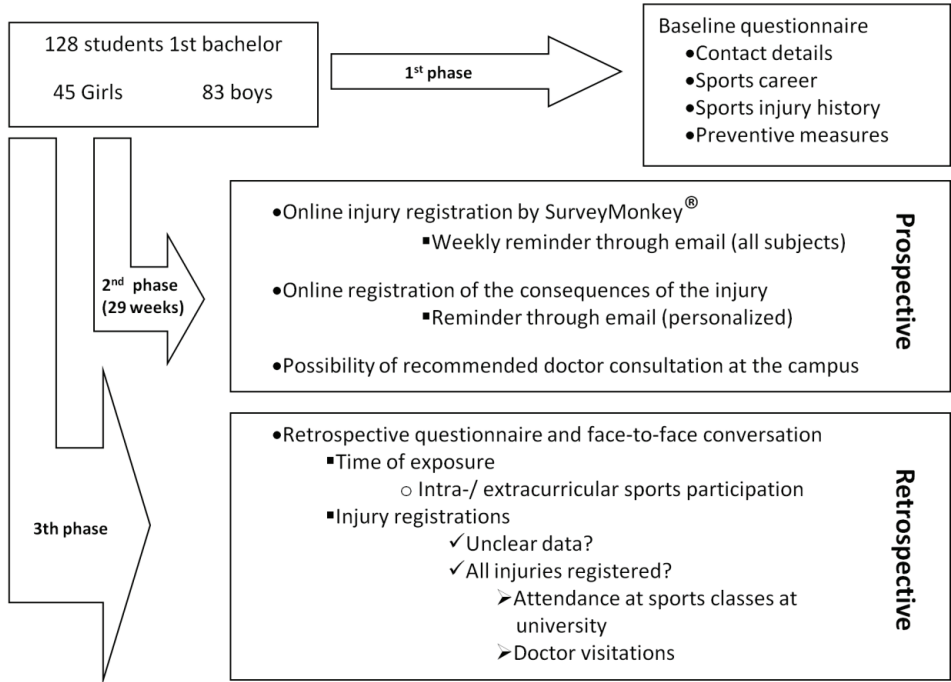 128 students 1st bachelor
45 Girls 83 boys
1st phase
Baseline questionnaire
•Contact details
•Sports career
•Sports injury history
•Preventive measures
2nd phase
(29 weeks)
•Online injury registration by SurveyMonkey®
▪Weekly reminder through email (all subjects)
•Online registration of the consequences of the injury
▪Reminder through email (personalized)
•Possibility of recommended doctor consultation at the campus
Prospective
3th phase
•Retrospective questionnaire and face-to-face conversation
▪Time of exposure
○ Intra-/ extracurricular sports participation
▪Injury registrations
✓Unclear data?
✓All injuries registered?
➢Attendance at sports classes at
university
➢Doctor visitations
Retrospective